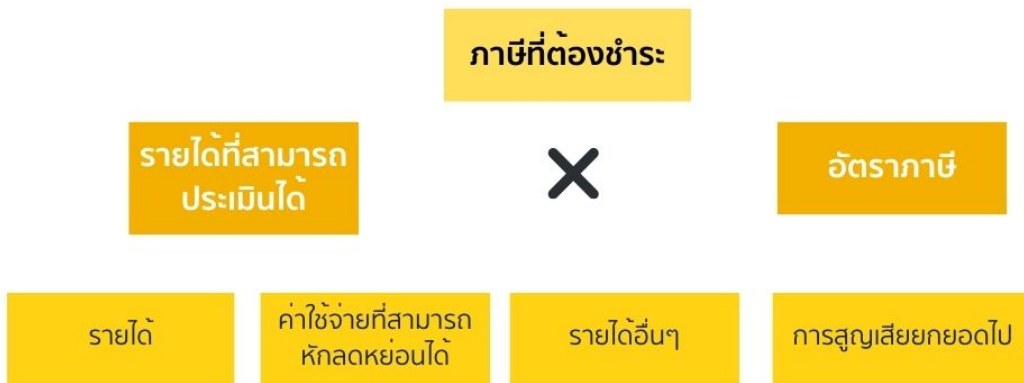 ภาษีที่ต้องชำระ
รายได้ที่สามารถ
ประเมินได้
อัตราภาษี
รายได้
ค่าใช้จ่ายที่สามารถ
หักลดหย่อนได้
รายได้อื่นๆ
การสูญเสียยกยอดไป